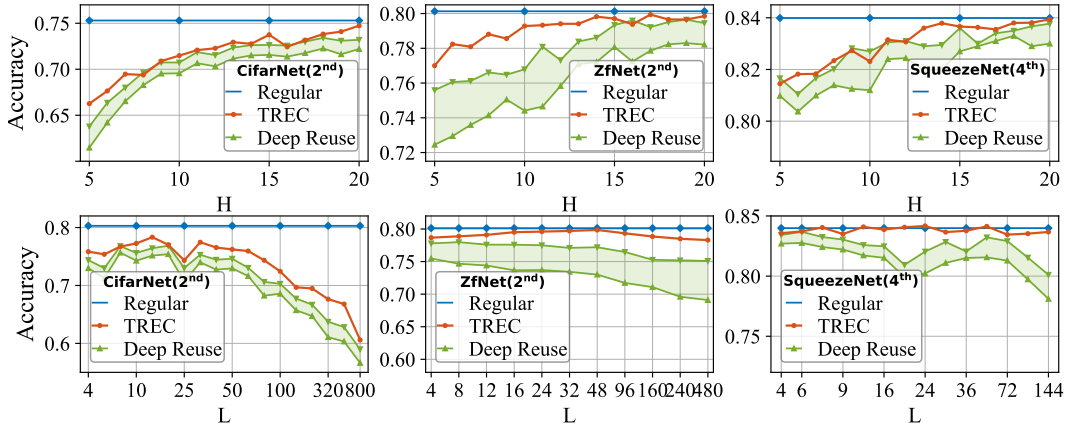 Accuracy
0.75
0.70
0.65
5
10
15
20
H
CifarNet(2nd)
Regular
TREC
Deep Reuse
0.80
0.78
0.76
0.74
0.72
5
10
15
20
H
ZfNet(2nd)
Regular
TREC
Deep Reuse
0.84
0.82
0.80
5
10
15
20
H
SqueezeNet(4th)
Regular
TREC
Deep Reuse
Accuracy
0.8
0.7
0.6
4
10
25
50
100
320
800
L
CifarNet(2nd)
Regular
TREC
Deep Reuse
0.80
0.75
0.70
0.65
0.60
4
8
12
16
24
32
48
96
160
240
480
L
ZfNet(2nd)
Regular
TREC
Deep Reuse
0.85
0.80
0.75
4
6
9
16
24
36
72
144
L
SqueezeNet(4th)
Regular
TREC
Deep Reuse